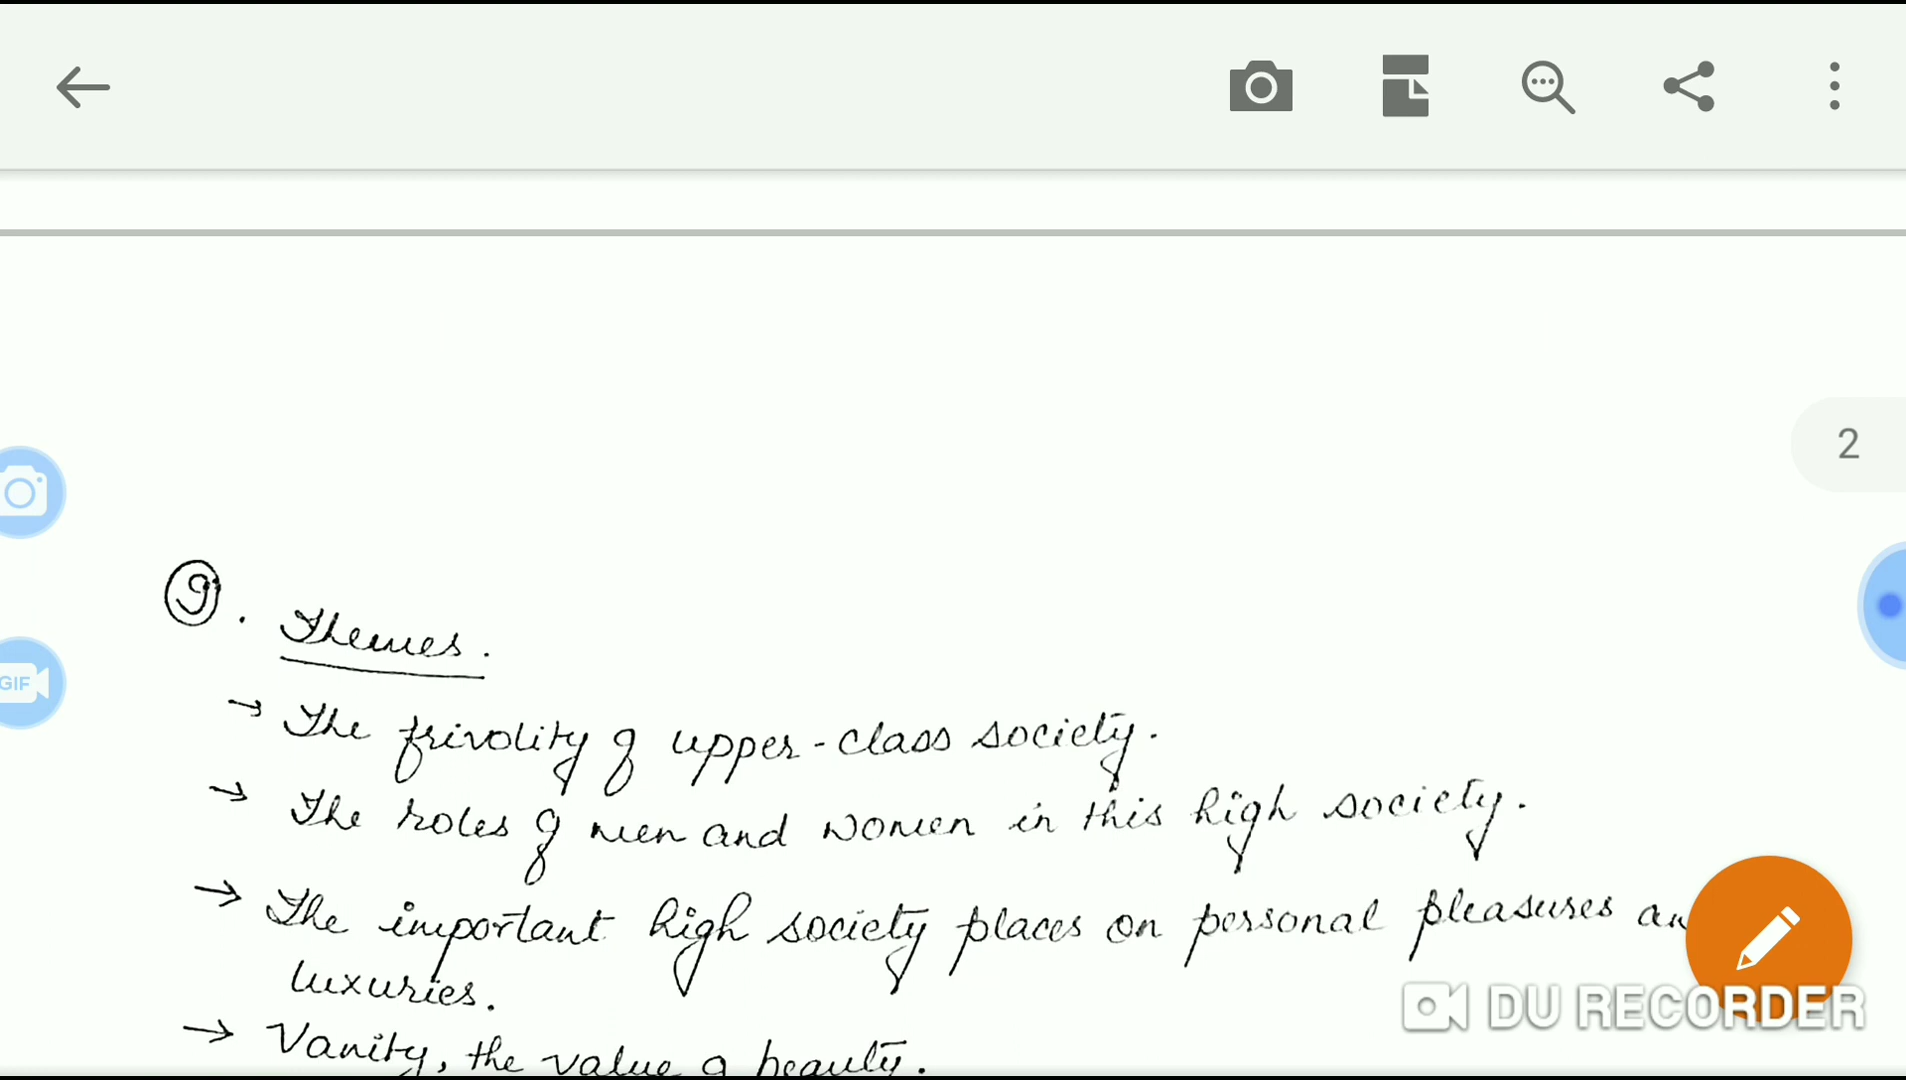 2
GIF
9. Themes.
→ The frivolity of upper-class society.
→ The roles of men and women in this high society.
→ The important high society places on personal pleasures
luxuries.
→ Vanity, the value of beauty.
DU RECORDER